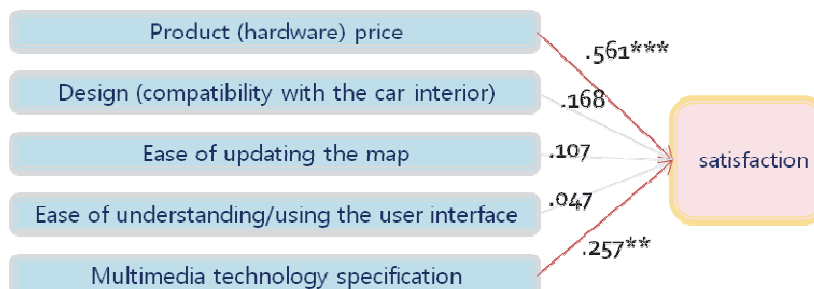 Product (hardware) price
.561***
Design (compatibility with the car interior)
.168
Ease of updating the map
.107
satisfaction
Ease of understanding/using the user interface
.047
.257**
Multimedia technology specification